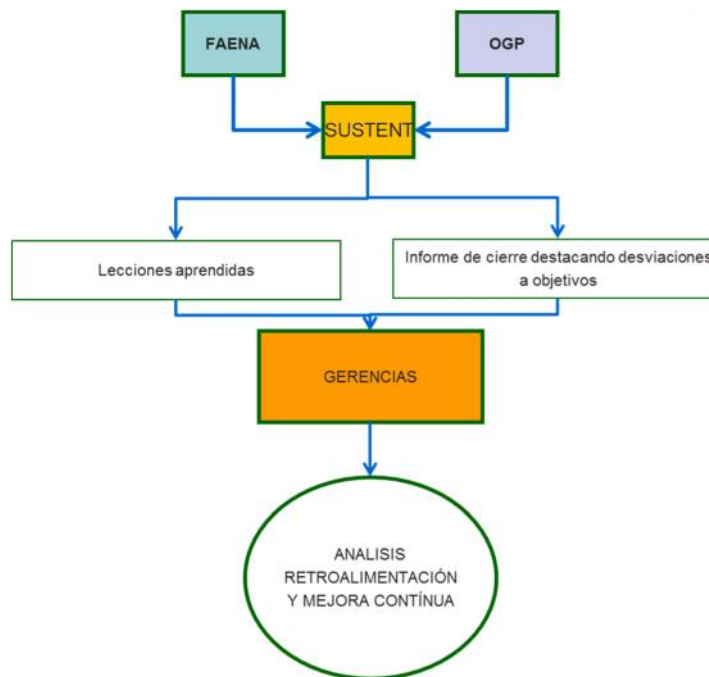 FAENA
OGP
SUSTENT
Lecciones aprendidas
Informe de cierre destacando desviaciones
a objetivos
GERENCIAS
ANALISIS
RETROALIMENTACIÓN
Y MEJORA CONTÍNUA